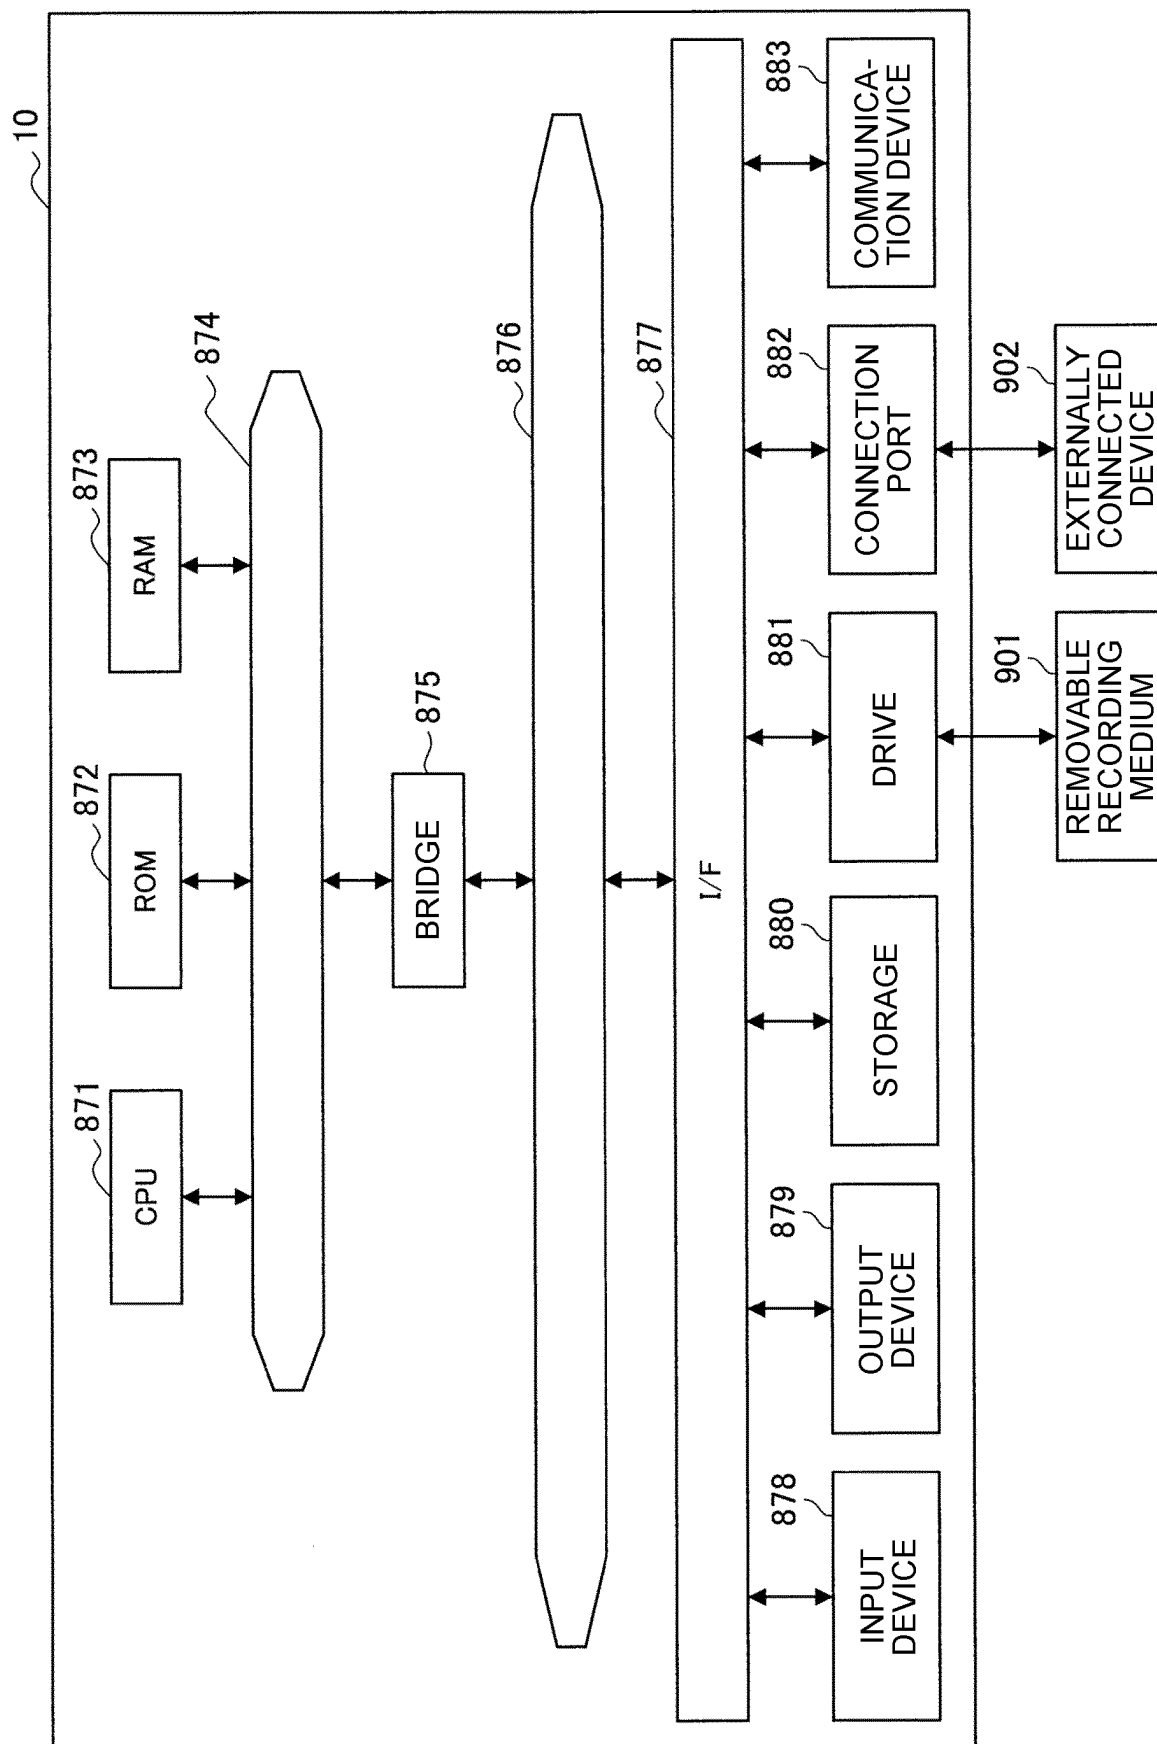 10
871
CPU
872
ROM
873
RAM
874
875
BRIDGE
876
877
I/F
878
INPUT
DEVICE
879
OUTPUT
DEVICE
880
STORAGE
881
DRIVE
882
CONNECTION
PORT
883
COMMUNICA-
TION DEVICE
901
REMOVABLE
RECORDING
MEDIUM
902
EXTERNALLY
CONNECTED
DEVICE